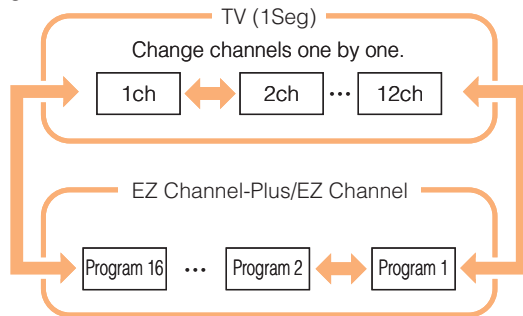 TV (1Seg)
Change channels one by one.
1ch 2ch ··· 12ch
EZ Channel-Plus/EZ Channel
Program 16 ··· Program 2 Program 1